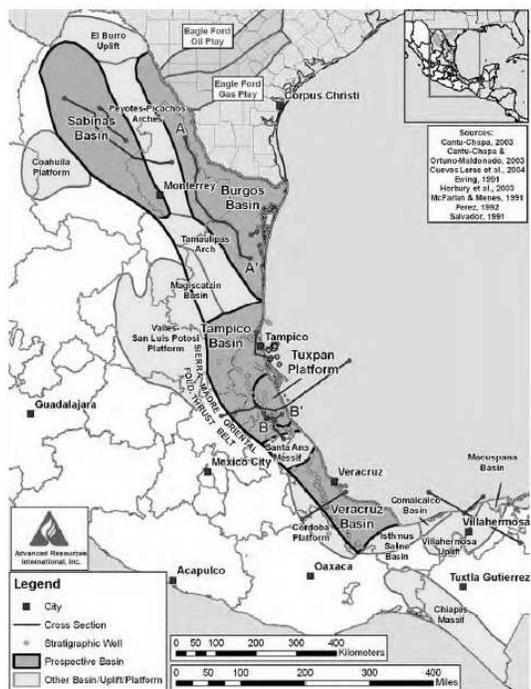 El Burro
Uplift
Eagle Ford
Oil Play
Eagle Ford
Gas Play
Corpus Christi
Peyotes-Picachos
Arches
Sabinas
Basin
A
Coahuila
Platform
Monterrey
Burgos
Basin
Tamaulipas
Arch
A'
Magiscatzin
Basin
Sources:
Cantu-Chapa, 2003
Cantu-Chapa &
Ortuno-Maldonado, 2003
Cuevos Leree et al., 2004
Ewing, 1991
Horbury et al., 2003
McFarlan & Menes, 1991
Perez, 1992
Salvador, 1991
Valles-
San Luis Potosi
Platform
Tampico
Basin
Tampico
Tuxpan
Platform
SIERRA MADRE ORIENTAL
FOLD-THRUST BELT
Guadalajara
B
B'
Santa Ana
Massif
Mexico City
Veracruz
Veracruz
Basin
Cordoba
Platform
Macuspana
Basin
Comalcalco
Basin
Villahermosa
Isthmus
Saline
Basin
Villahermosa
Uplift
Acapulco
Oaxaca
Tuxtla Gutierrez
Chiapas
Massif
Advanced Resources
International, Inc.
Legend
City
Cross Section
Stratigraphic Well
Prospective Basin
Other Basin/Uplift/Platform
0 50 100 200 300 400
Kilometers
0 50 100 200 300 400
Miles